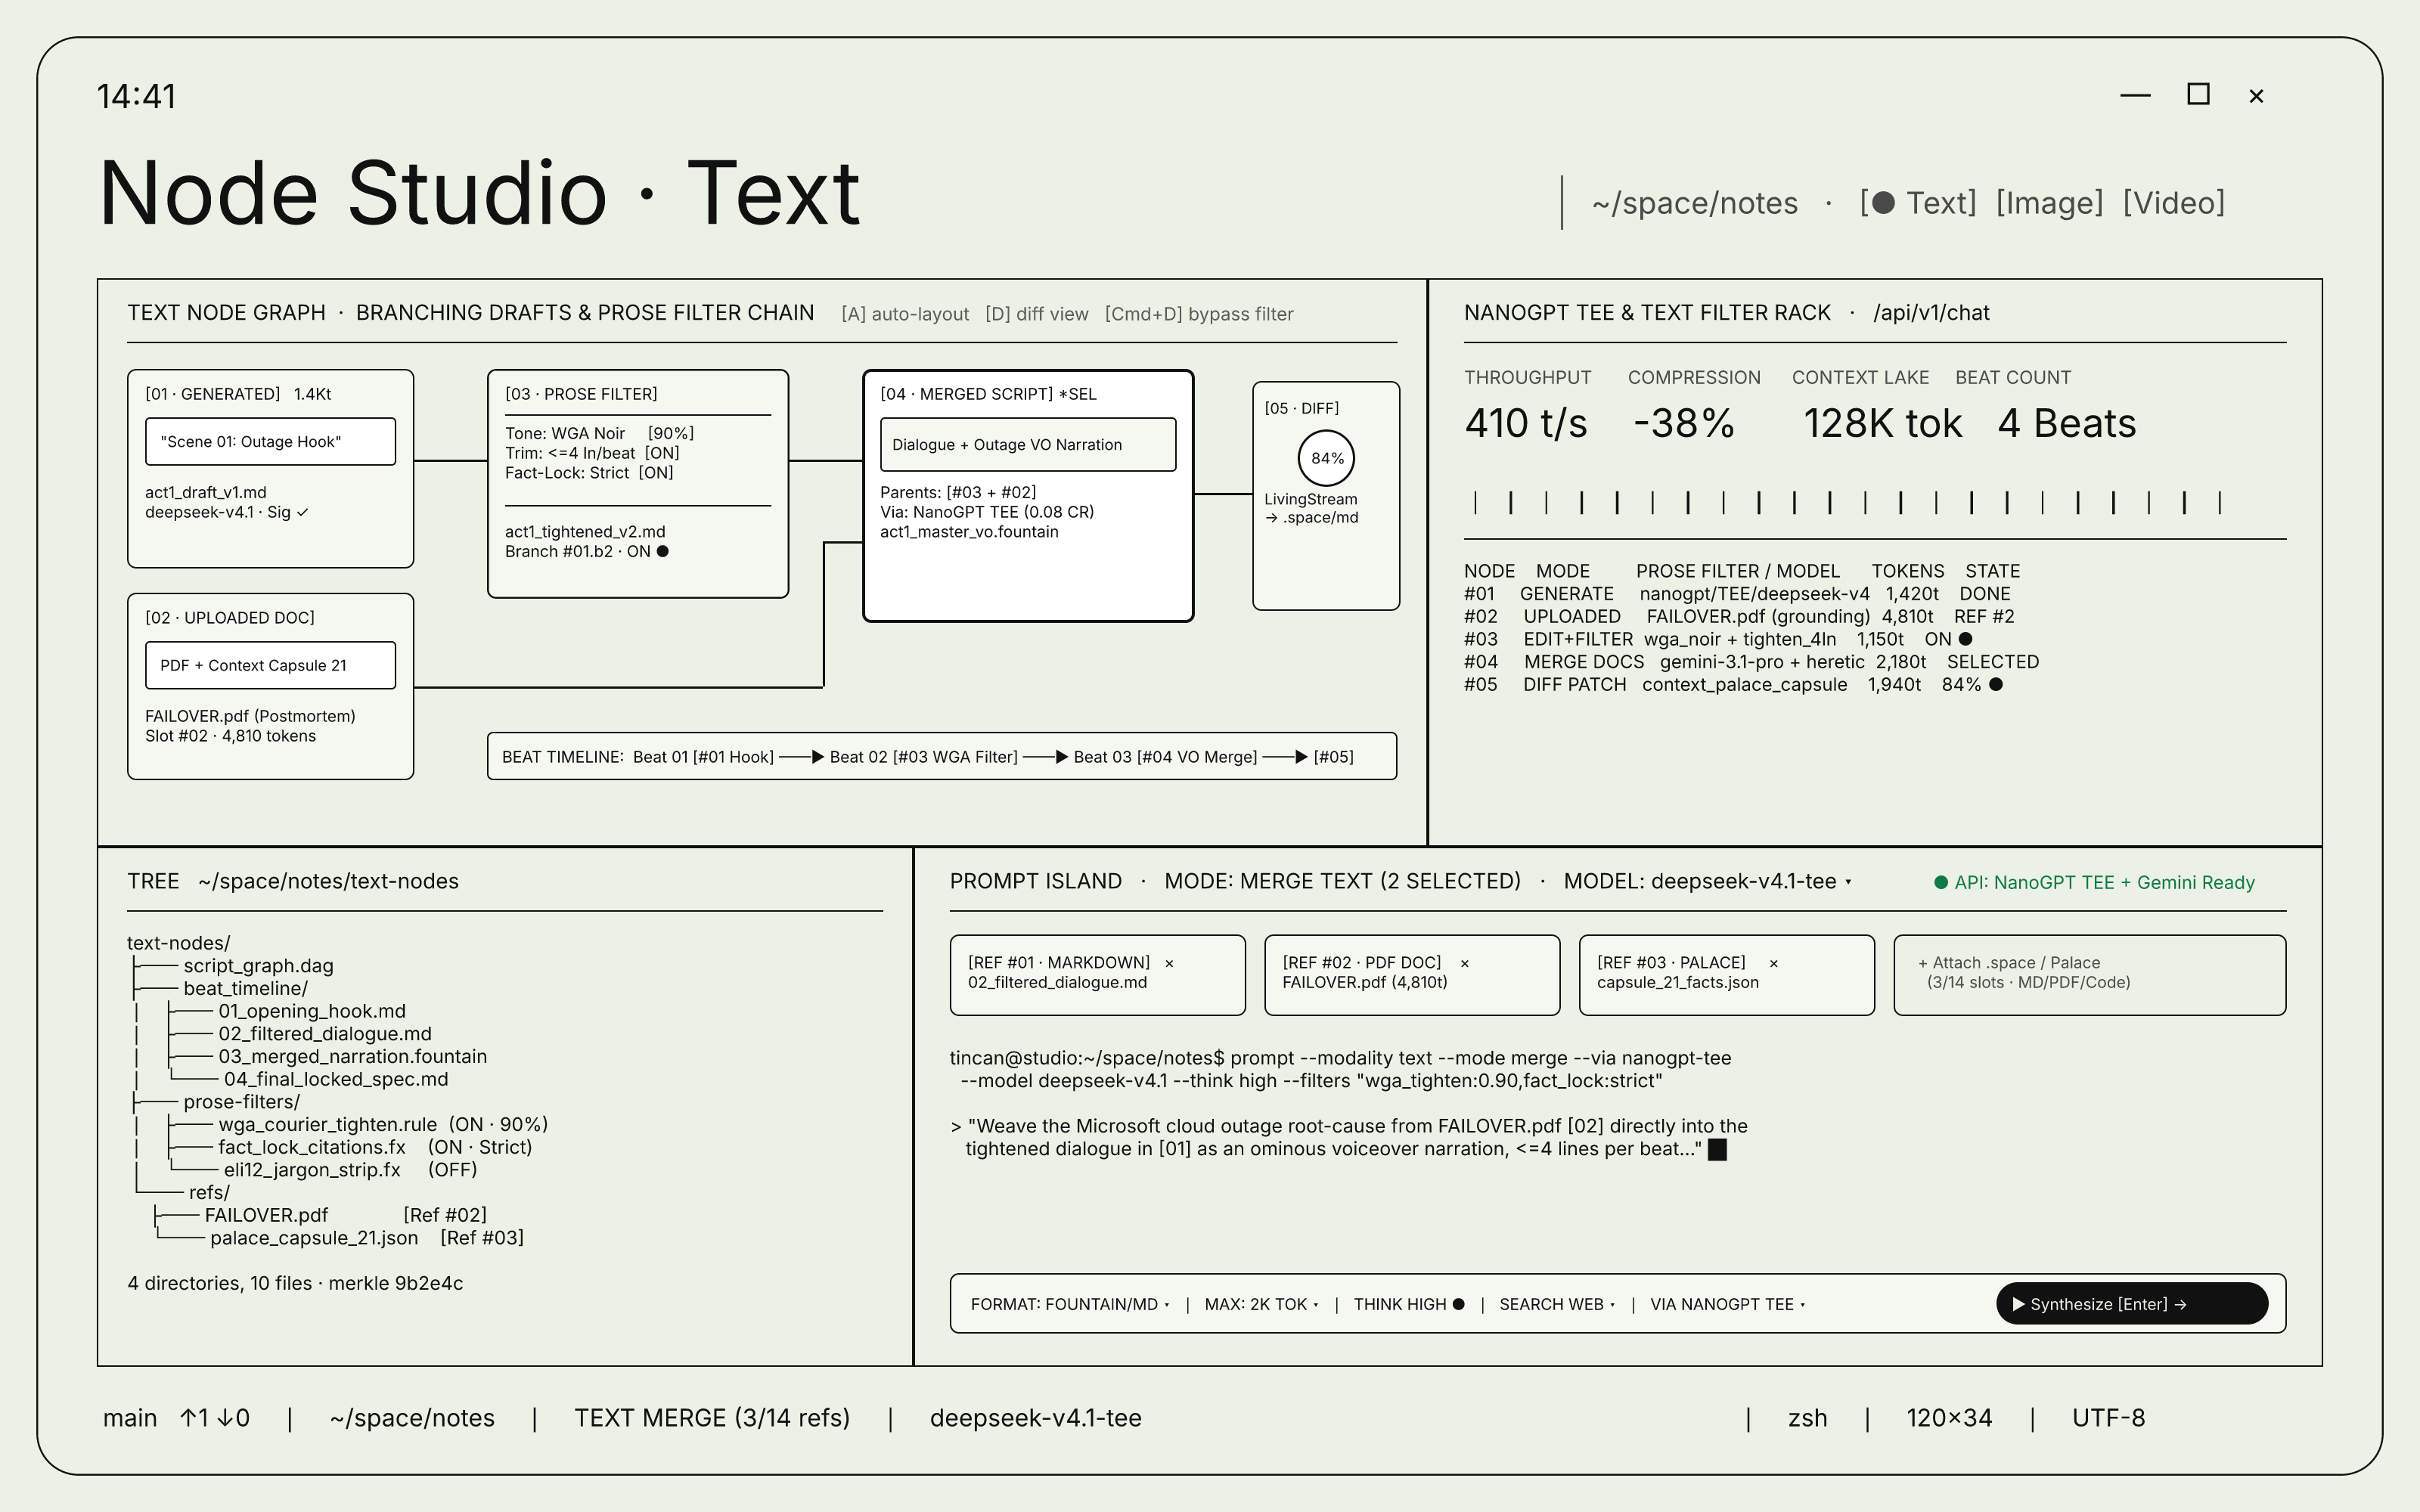 14:41
— □ ×
Node Studio · Text
~/space/notes · [● Text] [Image] [Video]
TEXT NODE GRAPH · BRANCHING DRAFTS & PROSE FILTER CHAIN [A] auto-layout [D] diff view [Cmd+D] bypass filter
[01 · GENERATED] 1.4Kt
"Scene 01: Outage Hook"
act1_draft_v1.md
deepseek-v4.1 · Sig ✓
[02 · UPLOADED DOC]
PDF + Context Capsule 21
FAILOVER.pdf (Postmortem)
Slot #02 · 4,810 tokens
[03 · PROSE FILTER]
Tone: WGA Noir [90%]
Trim: <=4 ln/beat [ON]
Fact-Lock: Strict [ON]
act1_tightened_v2.md
Branch #01.b2 · ON ●
[04 · MERGED SCRIPT] *SEL
Dialogue + Outage VO Narration
Parents: [#03 + #02]
Via: NanoGPT TEE (0.08 CR)
act1_master_vo.fountain
[05 · DIFF]
84%
LivingStream
→ .space/md
BEAT TIMELINE: Beat 01 [#01 Hook] ──▶ Beat 02 [#03 WGA Filter] ──▶ Beat 03 [#04 VO Merge] ──▶ [#05]
NANOGPT TEE & TEXT FILTER RACK · /api/v1/chat
THROUGHPUT COMPRESSION CONTEXT LAKE BEAT COUNT
410 t/s -38% 128K tok 4 Beats
| | | | | | | | | | | | | | | | | | | | | |
NODE MODE PROSE FILTER / MODEL TOKENS STATE
#01 GENERATE nanogpt/TEE/deepseek-v4 1,420t DONE
#02 UPLOADED FAILOVER.pdf (grounding) 4,810t REF #2
#03 EDIT+FILTER wga_noir + tighten_4ln 1,150t ON ●
#04 MERGE DOCS gemini-3.1-pro + heretic 2,180t SELECTED
#05 DIFF PATCH context_palace_capsule 1,940t 84% ●
TREE ~/space/notes/text-nodes
text-nodes/
├── script_graph.dag
├── beat_timeline/
│ ├── 01_opening_hook.md
│ ├── 02_filtered_dialogue.md
│ ├── 03_merged_narration.fountain
│ └── 04_final_locked_spec.md
├── prose-filters/
│ ├── wga_courier_tighten.rule (ON · 90%)
│ ├── fact_lock_citations.fx (ON · Strict)
│ └── eli12_jargon_strip.fx (OFF)
└── refs/
├── FAILOVER.pdf [Ref #02]
└── palace_capsule_21.json [Ref #03]
4 directories, 10 files · merkle 9b2e4c
PROMPT ISLAND · MODE: MERGE TEXT (2 SELECTED) · MODEL: deepseek-v4.1-tee ▾ ● API: NanoGPT TEE + Gemini Ready
[REF #01 · MARKDOWN] ×
02_filtered_dialogue.md
[REF #02 · PDF DOC] ×
FAILOVER.pdf (4,810t)
[REF #03 · PALACE] ×
capsule_21_facts.json
+ Attach .space / Palace
(3/14 slots · MD/PDF/Code)
tincan@studio:~/space/notes$ prompt --modality text --mode merge --via nanogpt-tee
--model deepseek-v4.1 --think high --filters "wga_tighten:0.90,fact_lock:strict"
> "Weave the Microsoft cloud outage root-cause from FAILOVER.pdf [02] directly into the
tightened dialogue in [01] as an ominous voiceover narration, <=4 lines per beat..." █
FORMAT: FOUNTAIN/MD ▾ | MAX: 2K TOK ▾ | THINK HIGH ● | SEARCH WEB ▾ | VIA NANOGPT TEE ▾
▶ Synthesize [Enter] →
main ↑1 ↓0 | ~/space/notes | TEXT MERGE (3/14 refs) | deepseek-v4.1-tee | zsh | 120×34 | UTF-8